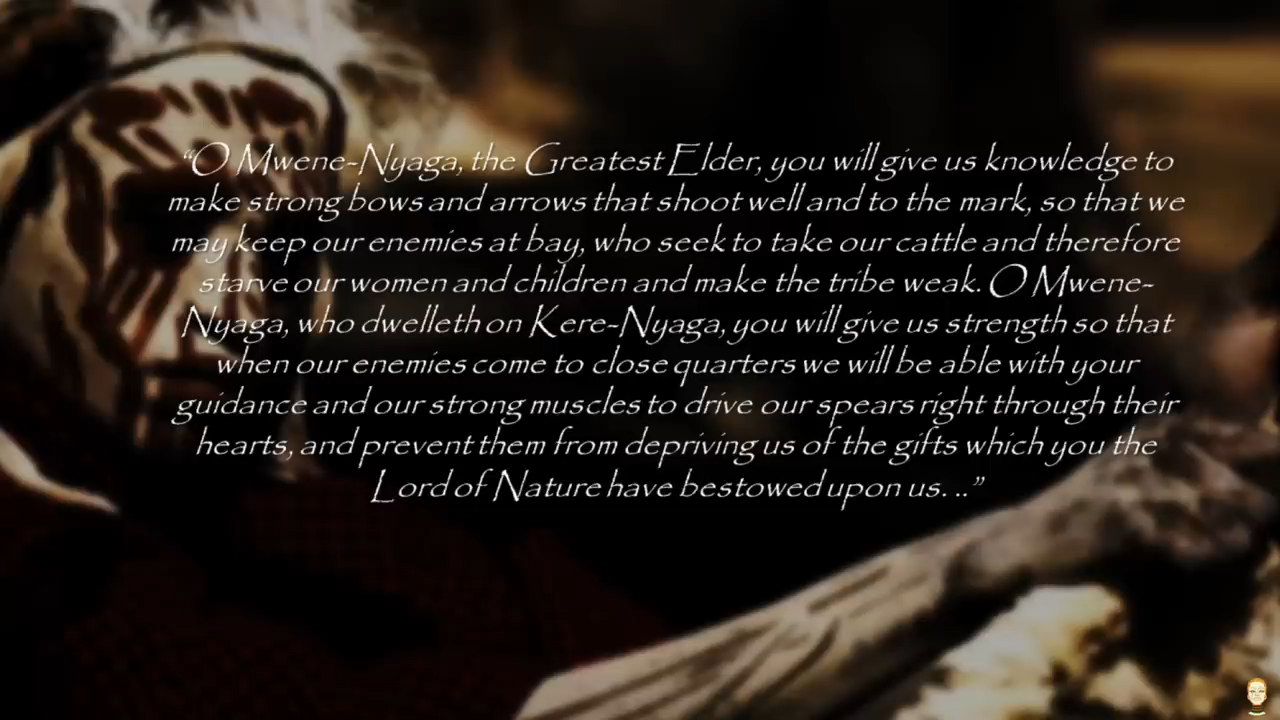 “O Mwene-Nyaga, the Greatest Elder, you will give us knowledge to
make strong bows and arrows that shoot well and to the mark, so that we
may keep our enemies at bay, who seek to take our cattle and therefore
starve our women and children and make the tribe weak. O Mwene-
Nyaga, who dwelleth on Kere-Nyaga, you will give us strength so that
when our enemies come to close quarters we will be able with your
guidance and our strong muscles to drive our spears right through their
hearts, and prevent them from depriving us of the gifts which you the
Lord of Nature have bestowed upon us. ..”